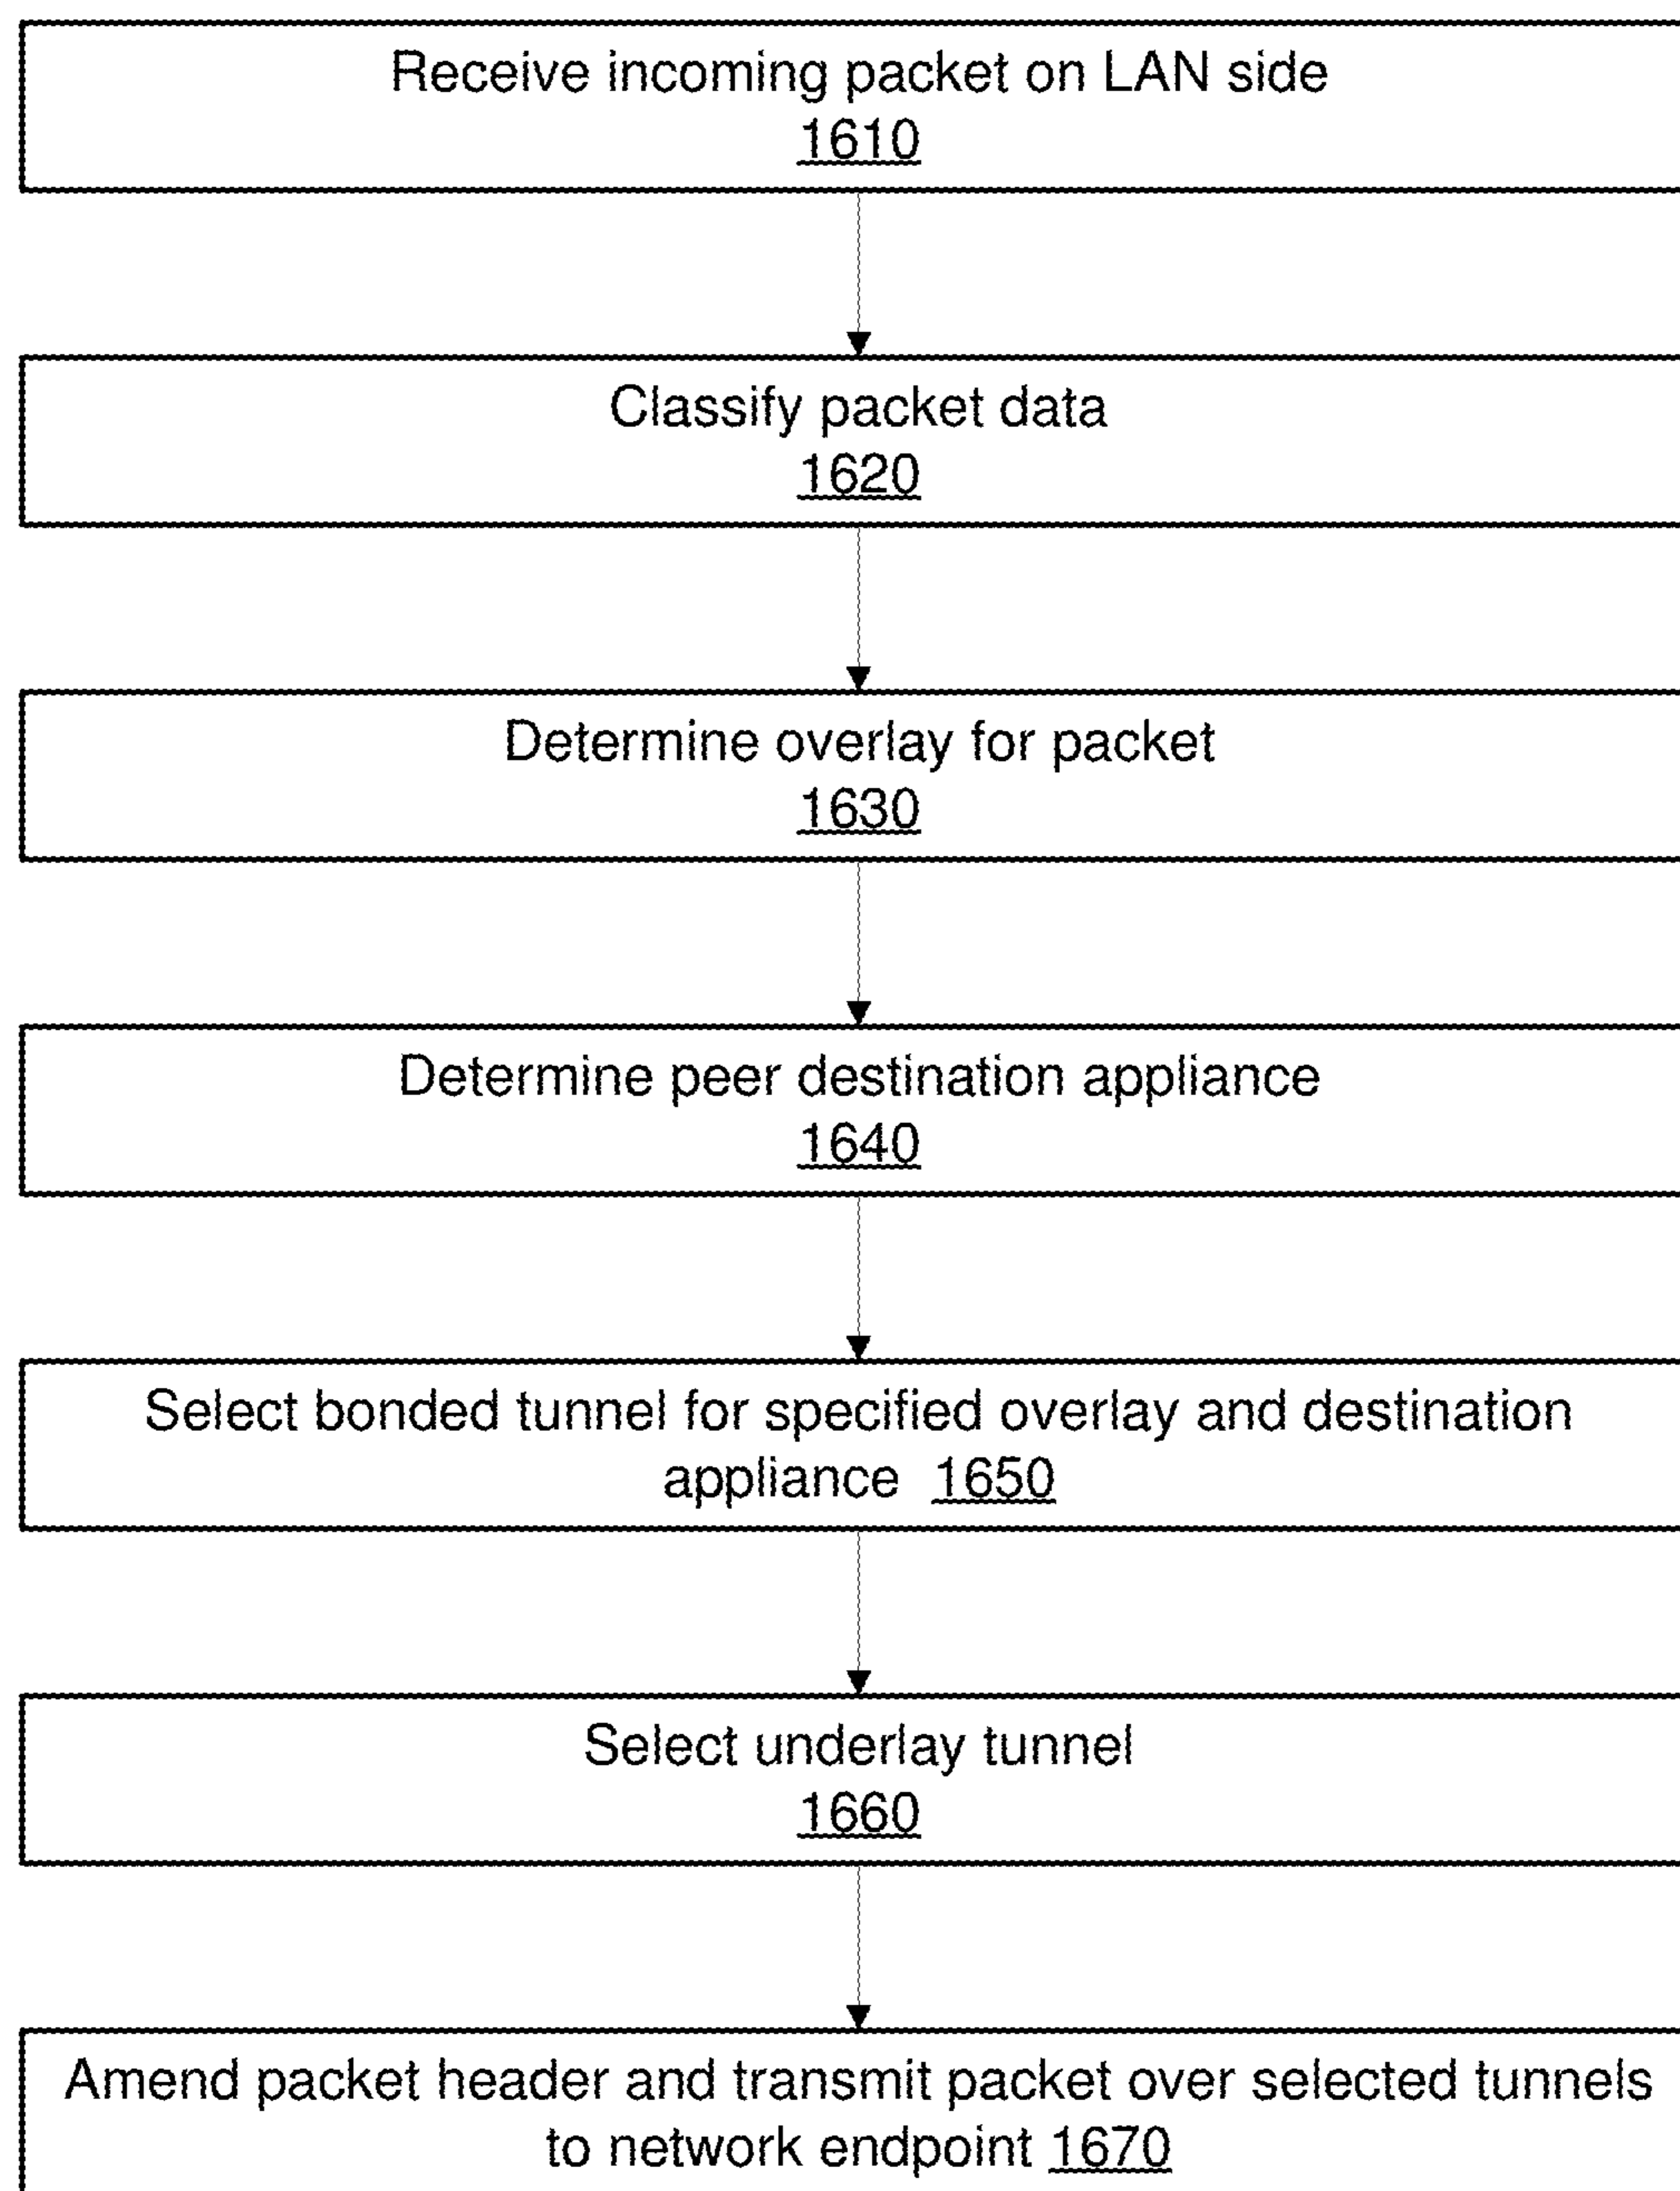 Receive incoming packet on LAN side
1610
Classify packet data
1620
Determine overlay for packet
1630
Determine peer destination appliance
1640
Select bonded tunnel for specified overlay and destination
appliance 1650
Select underlay tunnel
1660
Amend packet header and transmit packet over selected tunnels
to network endpoint 1670